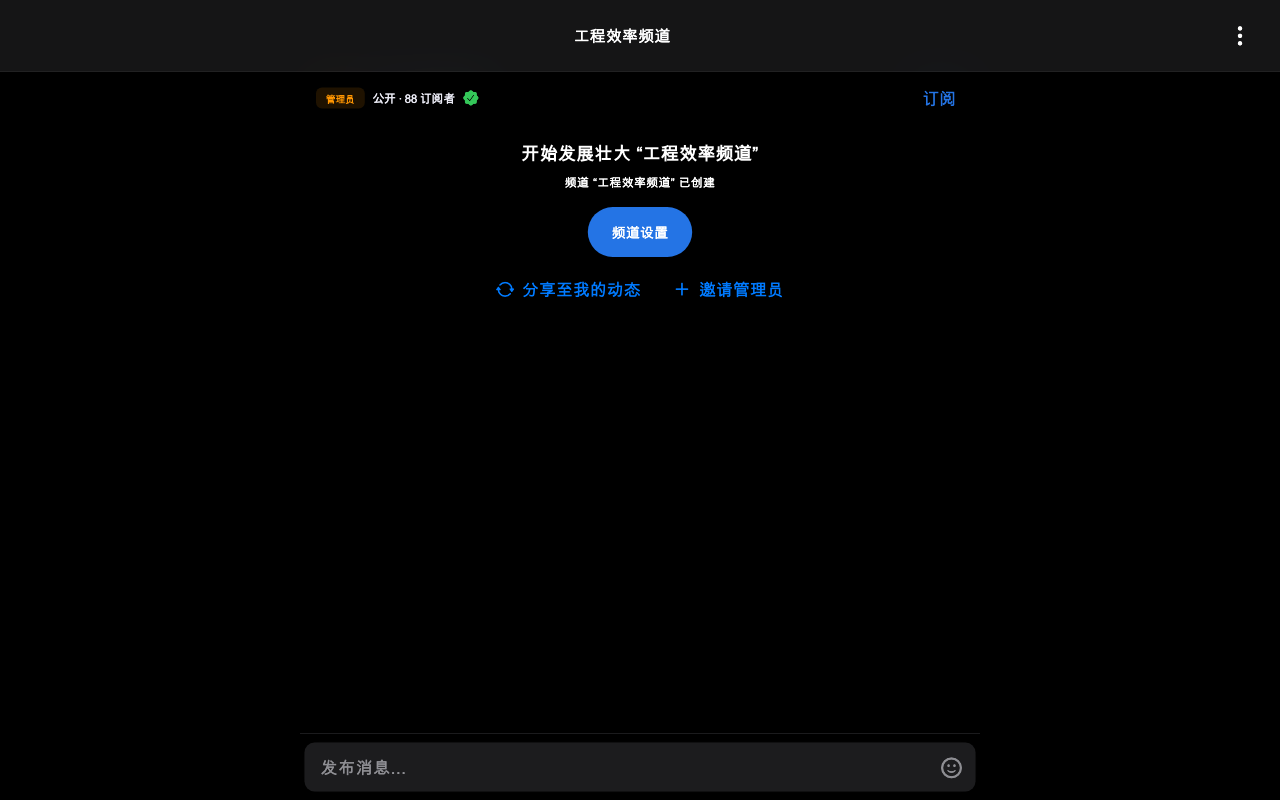 工程效率频道
管理员 公开 · 88 订阅者 订阅
开始发展壮大 “工程效率频道”
频道 “工程效率频道” 已创建
频道设置
分享至我的动态 邀请管理员
发布消息...